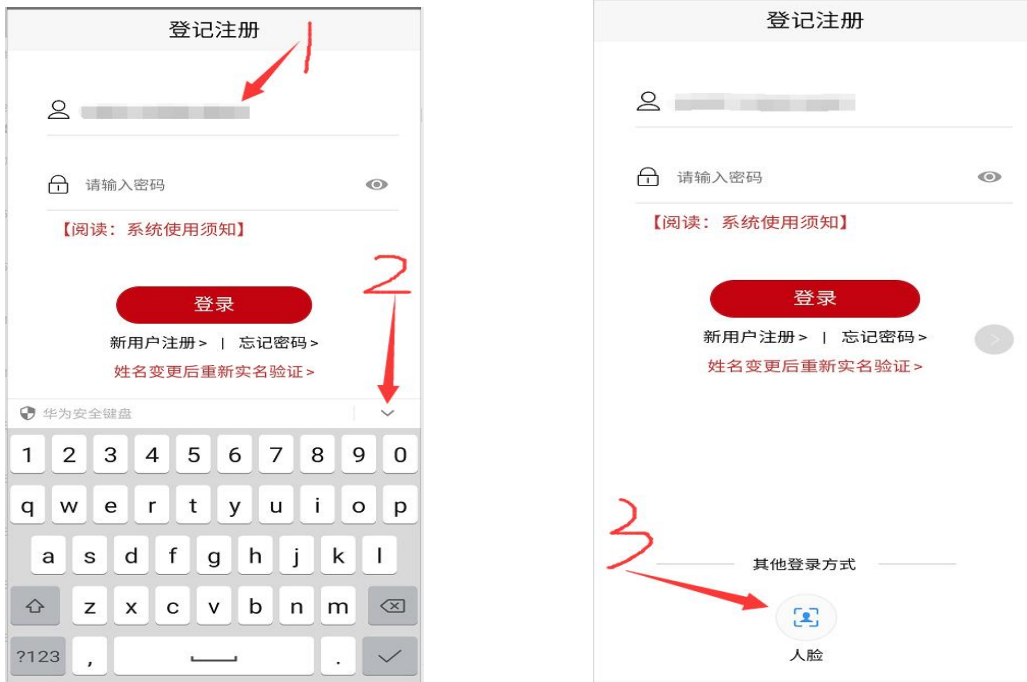 登记注册
1
请输入密码
【阅读：系统使用须知】
2
登录
新用户注册> | 忘记密码>
姓名变更后重新实名验证>
华为安全键盘
1 2 3 4 5 6 7 8 9 0
q w e r t y u i o p
a s d f g h j k l
z x c v b n m
?123 , .
登记注册
请输入密码
【阅读：系统使用须知】
登录
新用户注册> | 忘记密码>
姓名变更后重新实名验证>
3
其他登录方式
人脸